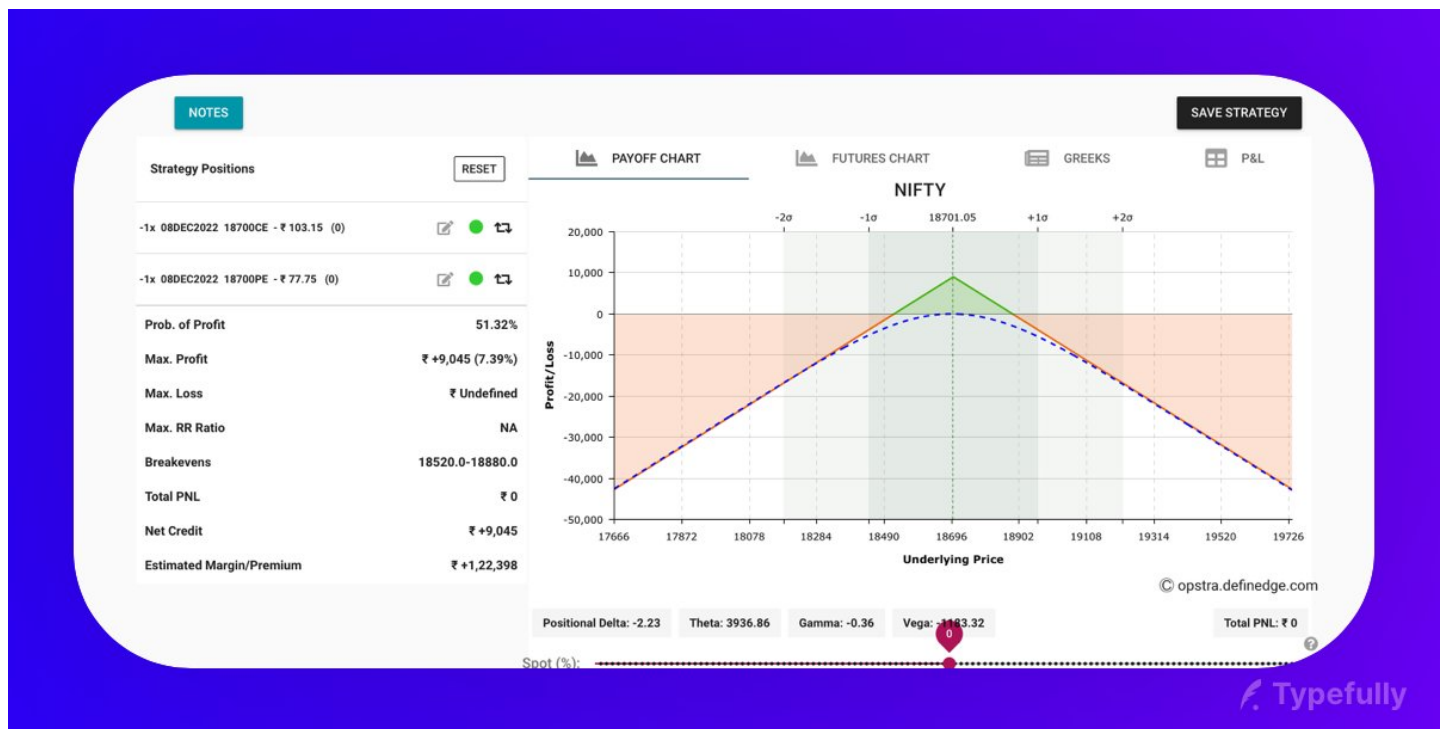 NOTES
SAVE STRATEGY
Strategy Positions
RESET
-1x 08DEC2022 18700CE - ₹ 103.15 (0)
-1x 08DEC2022 18700PE - ₹ 77.75 (0)
Prob. of Profit 51.32%
Max. Profit ₹ +9,045 (7.39%)
Max. Loss ₹ Undefined
Max. RR Ratio NA
Breakevens 18520.0-18880.0
Total PNL ₹ 0
Net Credit ₹ +9,045
Estimated Margin/Premium ₹ +1,22,398
PAYOFF CHART FUTURES CHART GREEKS P&L
NIFTY
-2σ -1σ 18701.05 +1σ +2σ
20,000
10,000
0
-10,000
-20,000
-30,000
-40,000
-50,000
Profit/Loss
17666 17872 18078 18284 18490 18696 18902 19108 19314 19520 19726
Underlying Price
© opstra.definedge.com
Positional Delta: -2.23 Theta: 3936.86 Gamma: -0.36 Vega: -1183.32 Total PNL: ₹ 0
0
?
Spot (%):
Typefully